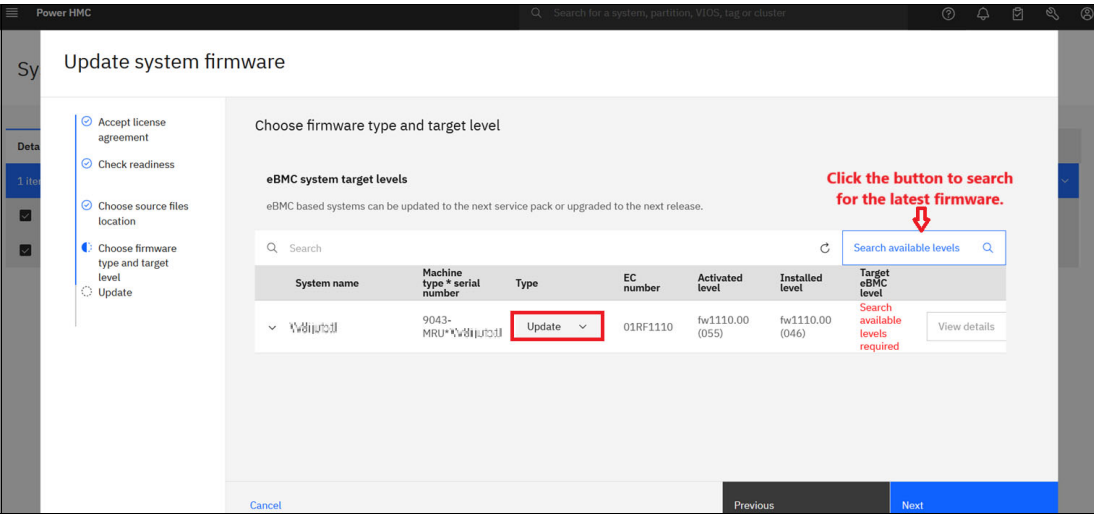 Power HMC
Search for a system, partition, VIOS, tag or cluster
Sy
Update system firmware
Deta
1 iter
Accept license
agreement
Check readiness
Choose source files
location
Choose firmware
type and target
level
Update
Choose firmware type and target level
eBMC system target levels
eBMC based systems can be updated to the next service pack or upgraded to the next release.
Click the button to search
for the latest firmware.
Search
Search available levels
System name
Machine
type * serial
number
Type
EC
number
Activated
level
Installed
level
Target
eBMC
level
9043-
MRU*
Update
01RF1110
fw1110.00
(055)
fw1110.00
(046)
Search
available
levels
required
View details
Cancel
Previous
Next